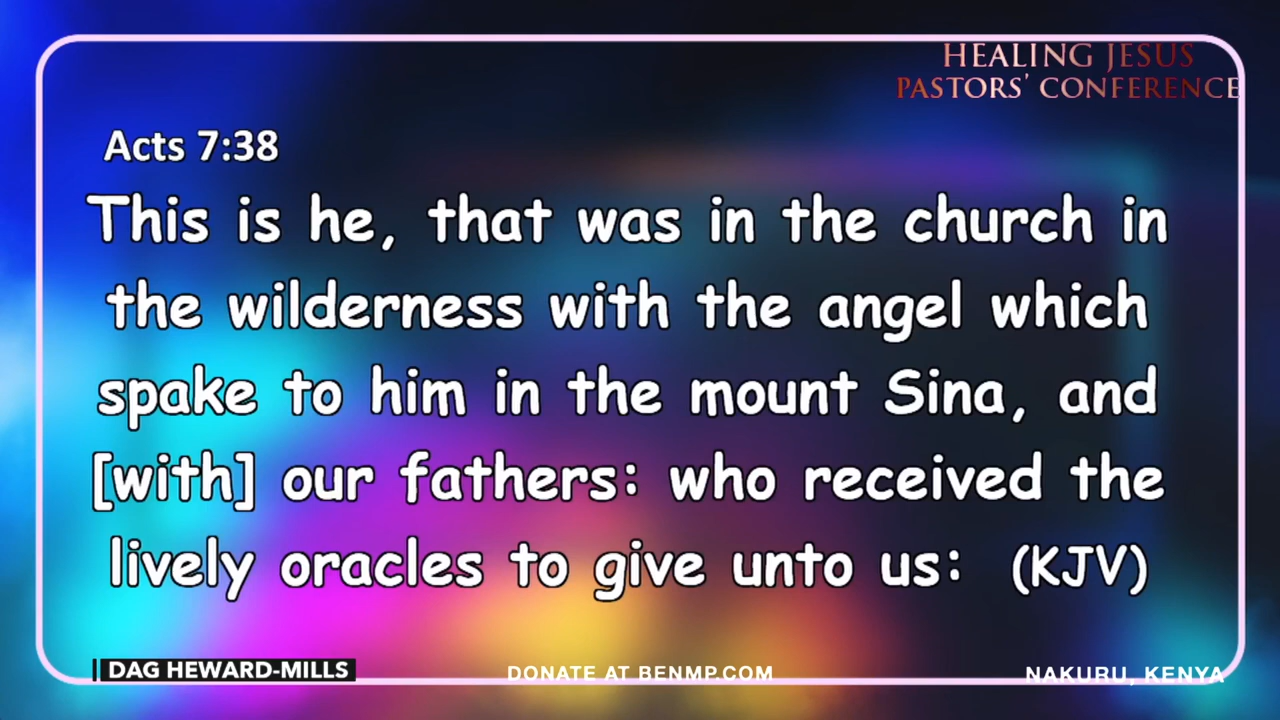 HEALING JESUS
PASTORS' CONFERENCE
Acts 7:38
This is he, that was in the church in
the wilderness with the angel which
spake to him in the mount Sina, and
[with] our fathers: who received the
lively oracles to give unto us: (KJV)
DAG HEWARD-MILLS
DONATE AT BENMP.COM
NAKURU, KENYA